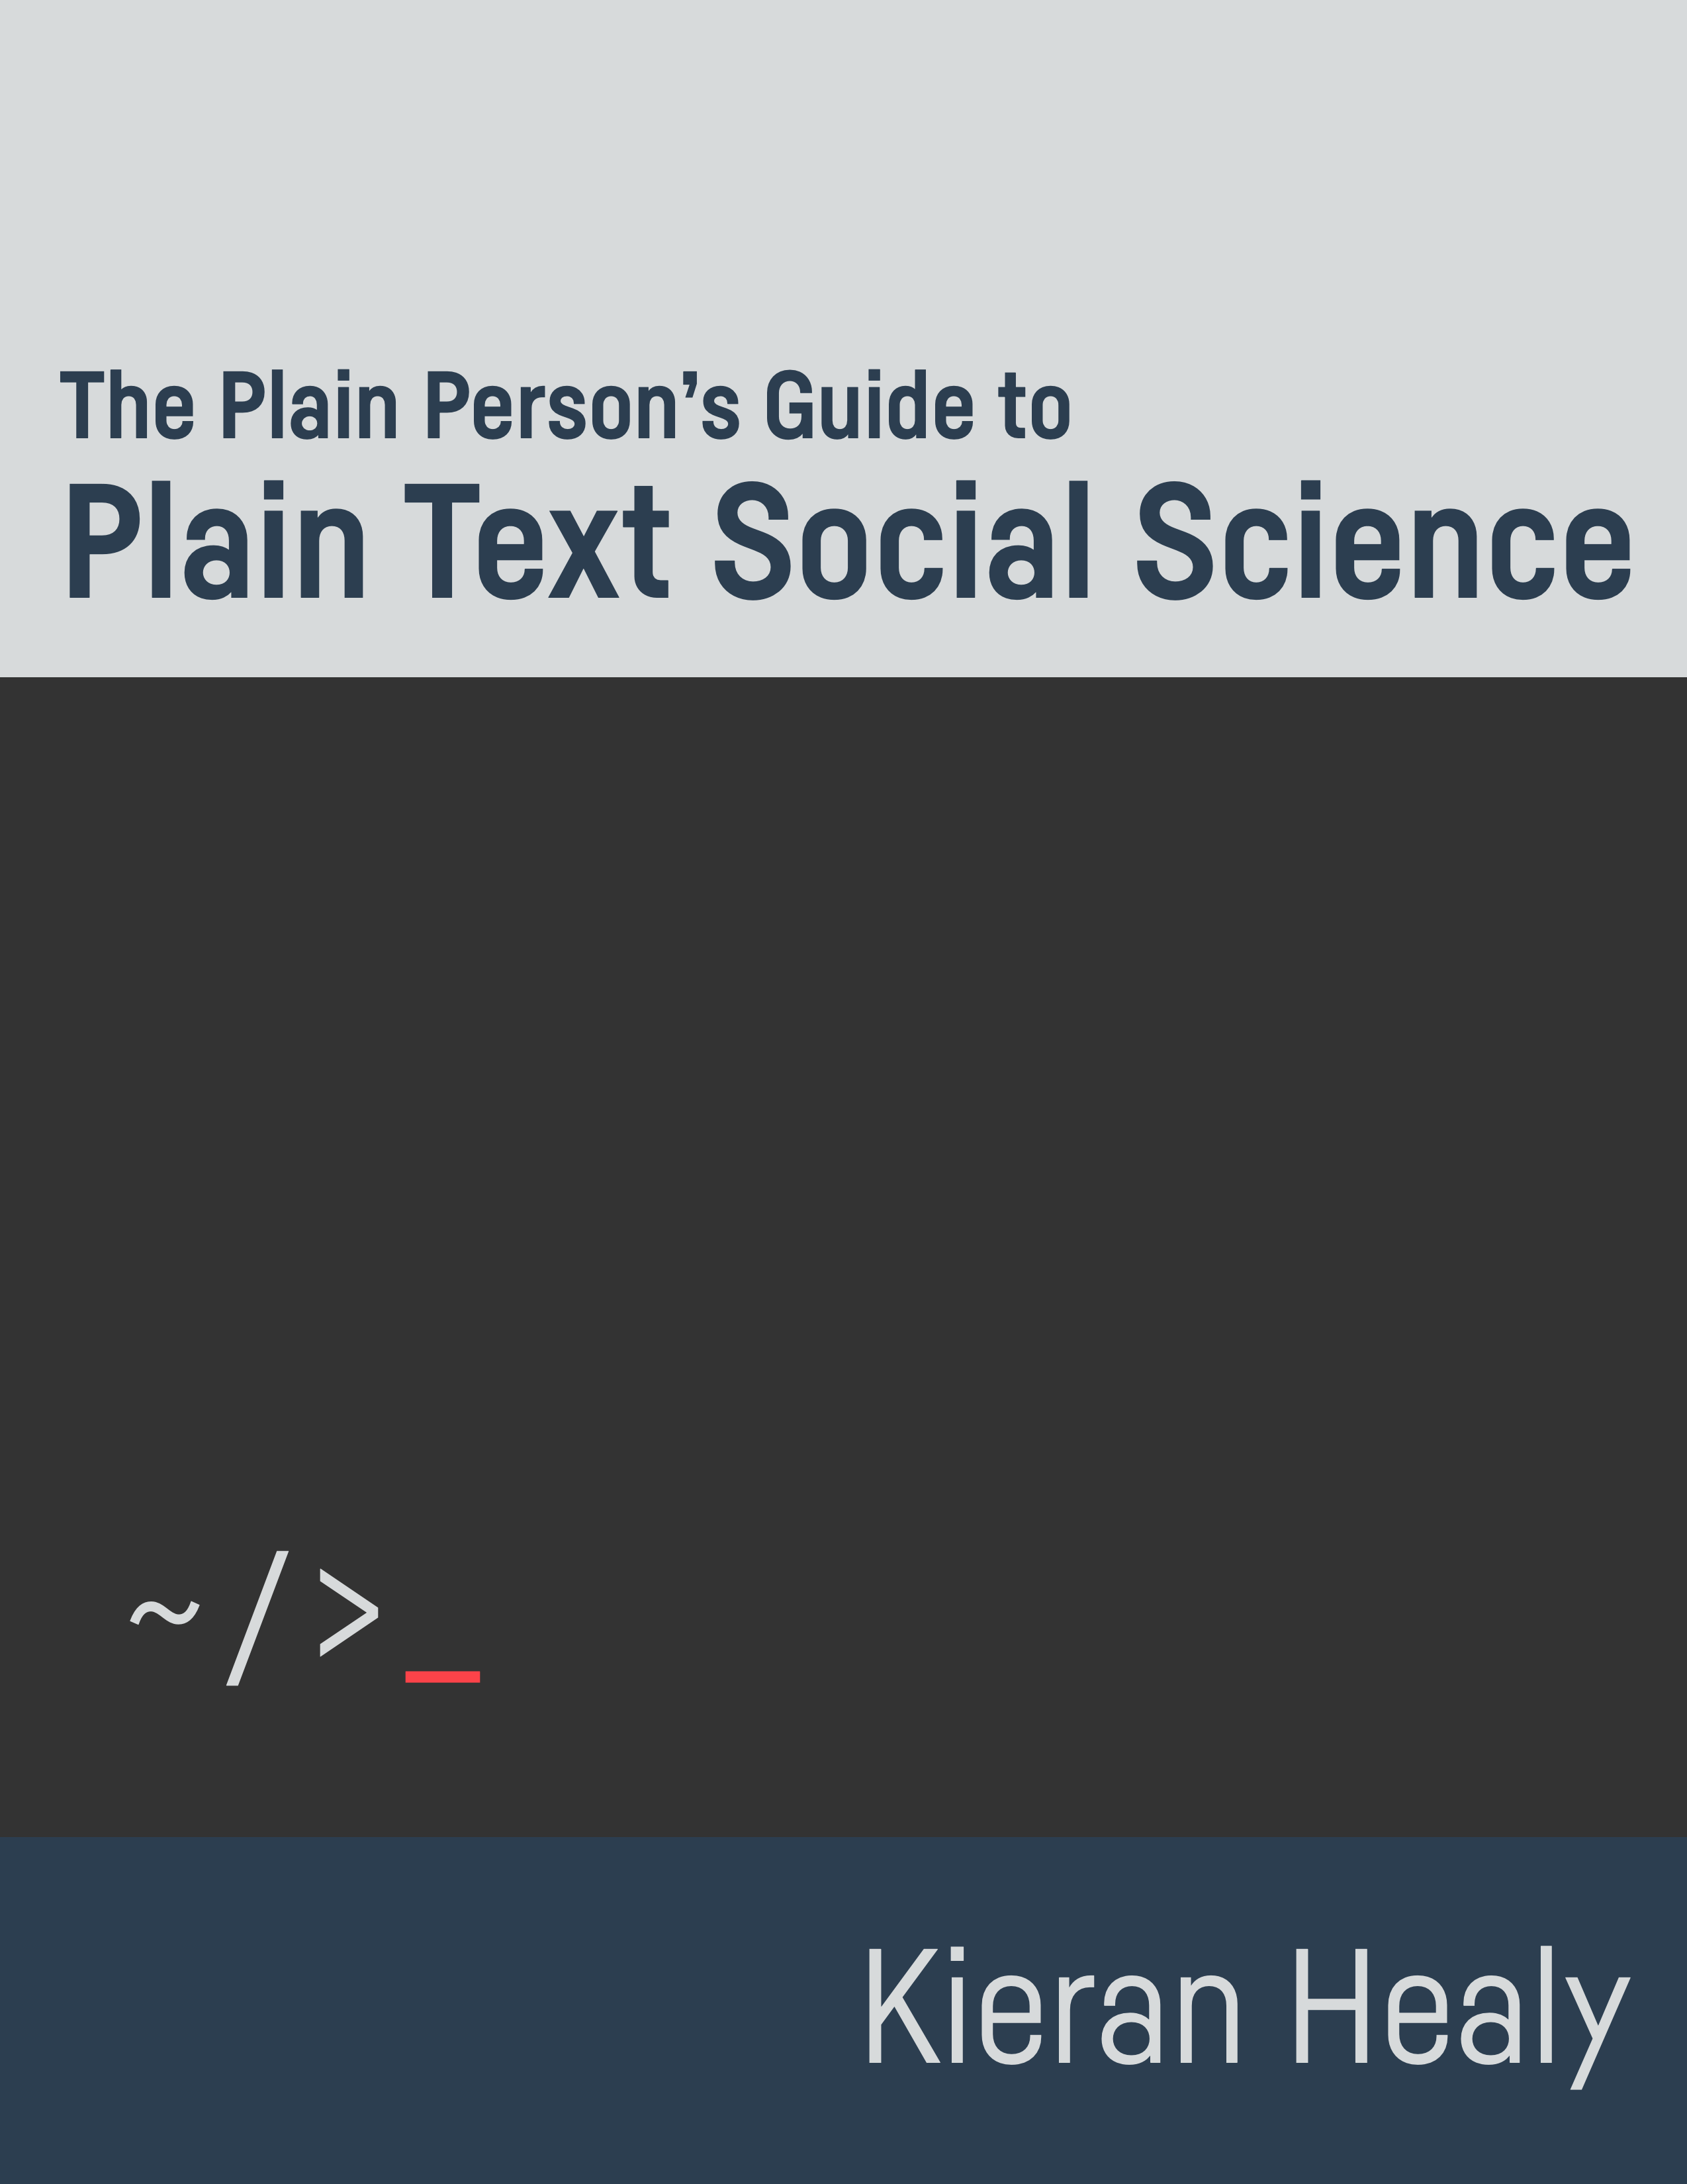 The Plain Person’s Guide to
Plain Text Social Science
~/>_
Kieran Healy